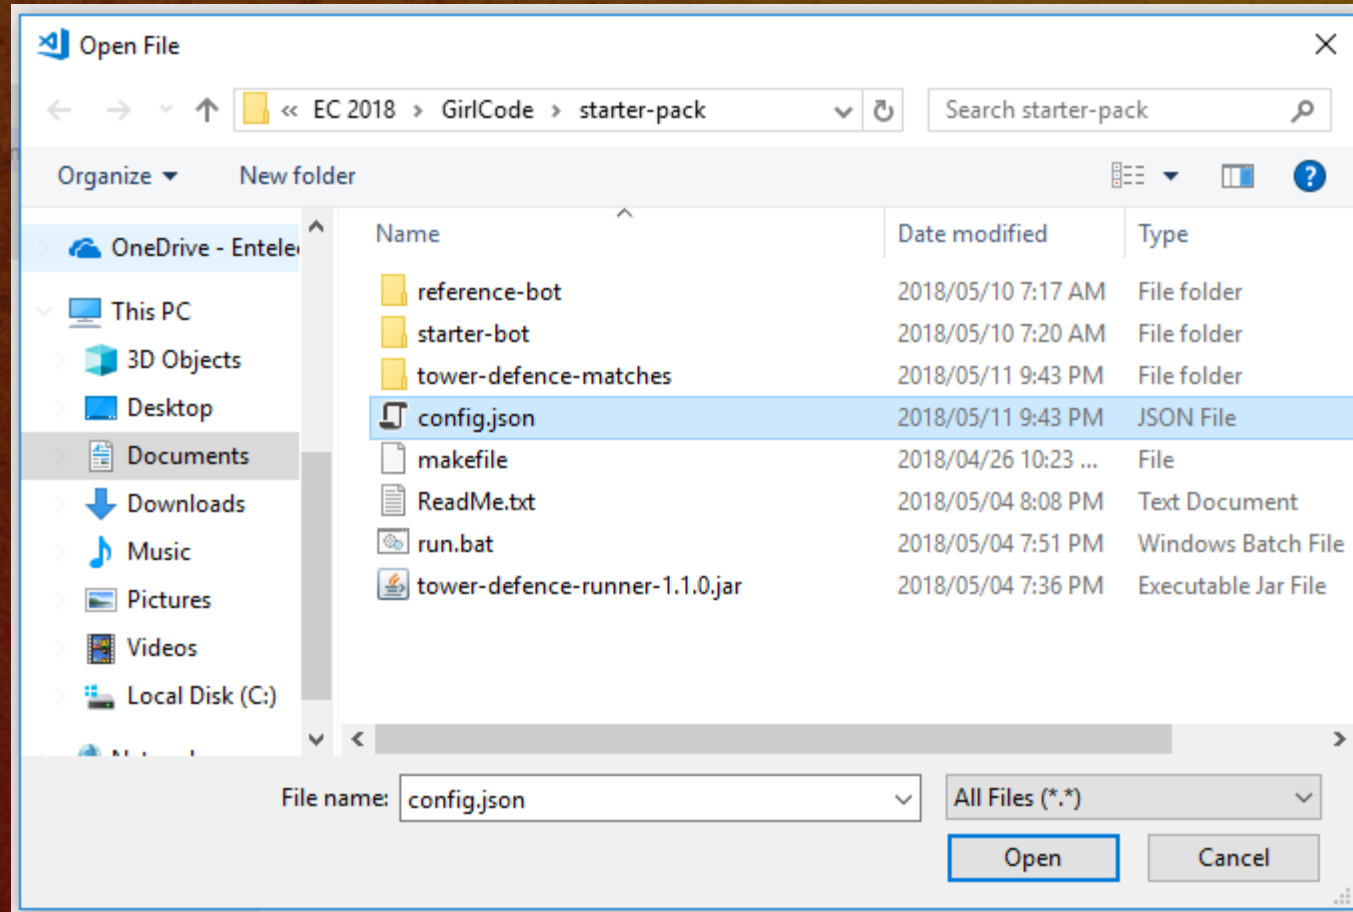 Open File
« EC 2018 > GirlCode > starter-pack
Search starter-pack
Organize
New folder
OneDrive - Entele
This PC
3D Objects
Desktop
Documents
Downloads
Music
Pictures
Videos
Local Disk (C:)
Name Date modified Type
reference-bot 2018/05/10 7:17 AM File folder
starter-bot 2018/05/10 7:20 AM File folder
tower-defence-matches 2018/05/11 9:43 PM File folder
config.json 2018/05/11 9:43 PM JSON File
makefile 2018/04/26 10:23 ... File
ReadMe.txt 2018/05/04 8:08 PM Text Document
run.bat 2018/05/04 7:51 PM Windows Batch File
tower-defence-runner-1.1.0.jar 2018/05/04 7:36 PM Executable Jar File
File name: config.json
All Files (*.*)
Open
Cancel